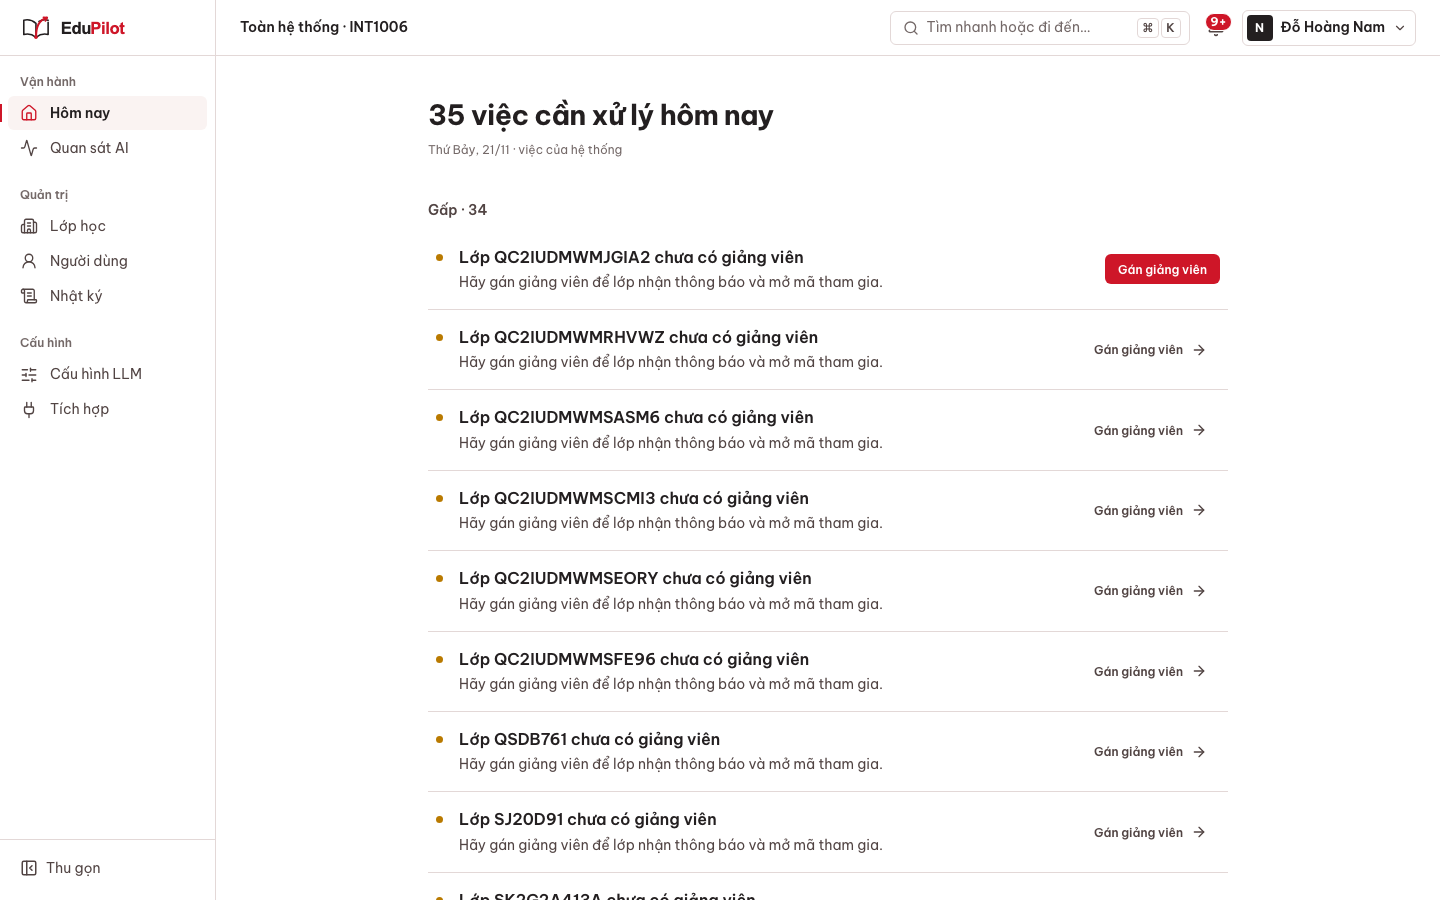 EduPilot
Toàn hệ thống · INT1006
Tìm nhanh hoặc đi đến...
⌘ K
9+
N
Đỗ Hoàng Nam
Vận hành
Hôm nay
Quan sát AI
Quản trị
Lớp học
Người dùng
Nhật ký
Cấu hình
Cấu hình LLM
Tích hợp
Thu gọn
35 việc cần xử lý hôm nay
Thứ Bảy, 21/11 · việc của hệ thống
Gấp · 34
Lớp QC2IUDMWMJGIA2 chưa có giảng viên
Hãy gán giảng viên để lớp nhận thông báo và mở mã tham gia.
Gán giảng viên
Lớp QC2IUDMWMRHVWZ chưa có giảng viên
Hãy gán giảng viên để lớp nhận thông báo và mở mã tham gia.
Gán giảng viên
Lớp QC2IUDMWMSASM6 chưa có giảng viên
Hãy gán giảng viên để lớp nhận thông báo và mở mã tham gia.
Gán giảng viên
Lớp QC2IUDMWMSCMI3 chưa có giảng viên
Hãy gán giảng viên để lớp nhận thông báo và mở mã tham gia.
Gán giảng viên
Lớp QC2IUDMWMSEORY chưa có giảng viên
Hãy gán giảng viên để lớp nhận thông báo và mở mã tham gia.
Gán giảng viên
Lớp QC2IUDMWMSFE96 chưa có giảng viên
Hãy gán giảng viên để lớp nhận thông báo và mở mã tham gia.
Gán giảng viên
Lớp QSDB761 chưa có giảng viên
Hãy gán giảng viên để lớp nhận thông báo và mở mã tham gia.
Gán giảng viên
Lớp SJ20D91 chưa có giảng viên
Hãy gán giảng viên để lớp nhận thông báo và mở mã tham gia.
Gán giảng viên
Lớp SK2G2A413A chưa có giảng viên